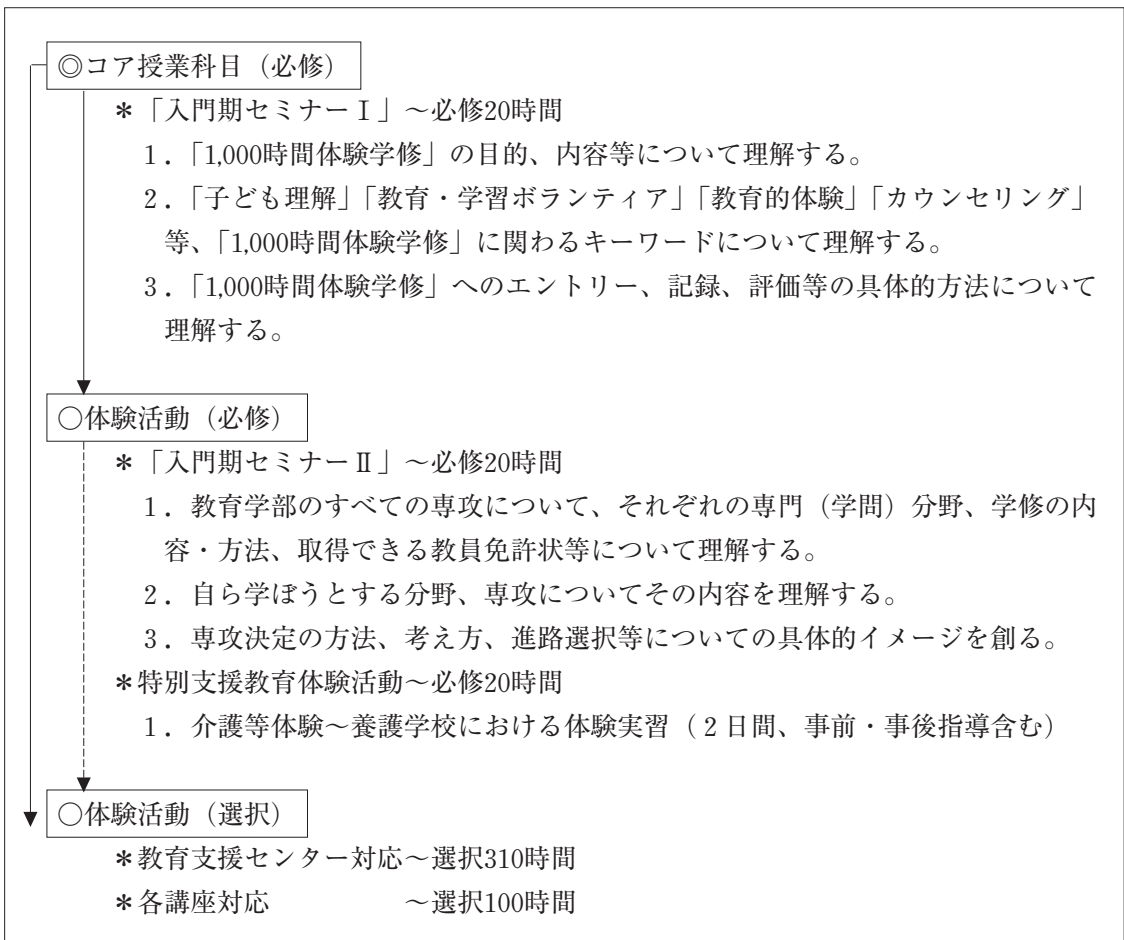 ◎コア授業科目（必修）
＊「入門期セミナーⅠ」～必修20時間
１．「1,000時間体験学修」の目的、内容等について理解する。
２．「子ども理解」「教育・学習ボランティア」「教育的体験」「カウンセリング」
等、「1,000時間体験学修」に関わるキーワードについて理解する。
３．「1,000時間体験学修」へのエントリー、記録、評価等の具体的方法について
理解する。
○体験活動（必修）
＊「入門期セミナーⅡ」～必修20時間
１．教育学部のすべての専攻について、それぞれの専門（学問）分野、学修の内
容・方法、取得できる教員免許状等について理解する。
２．自ら学ぼうとする分野、専攻についてその内容を理解する。
３．専攻決定の方法、考え方、進路選択等についての具体的イメージを創る。
＊特別支援教育体験活動～必修20時間
１．介護等体験～養護学校における体験実習（２日間、事前・事後指導含む）
○体験活動（選択）
＊教育支援センター対応～選択310時間
＊各講座対応　　　　　～選択100時間